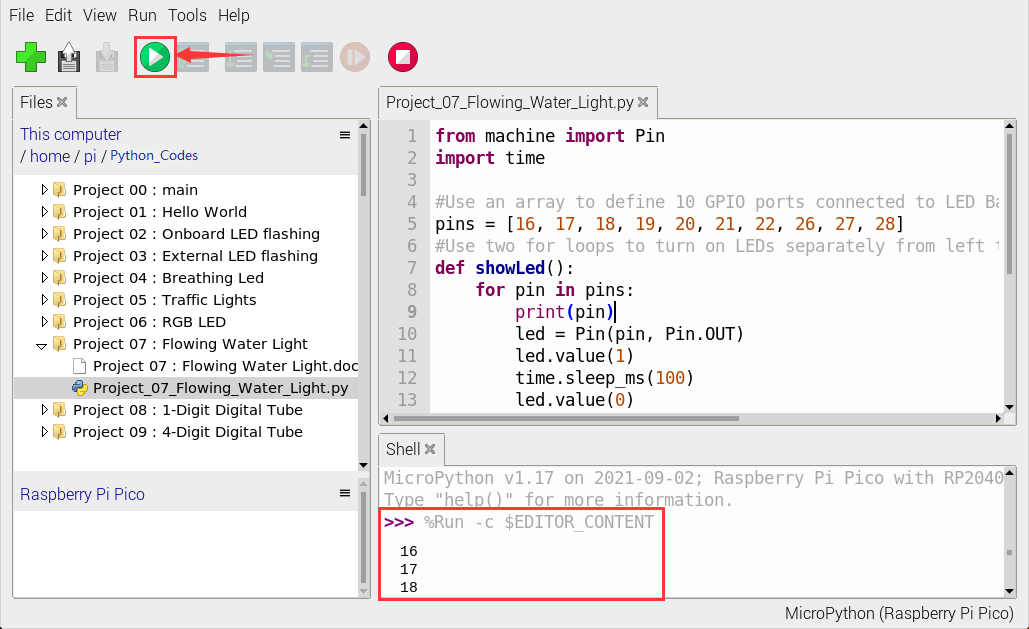 File Edit View Run Tools Help
Files
This computer
/ home / pi / Python_Codes
Project 00 : main
Project 01 : Hello World
Project 02 : Onboard LED flashing
Project 03 : External LED flashing
Project 04 : Breathing Led
Project 05 : Traffic Lights
Project 06 : RGB LED
Project 07 : Flowing Water Light
Project 07 : Flowing Water Light.doc
Project_07_Flowing_Water_Light.py
Project 08 : 1-Digit Digital Tube
Project 09 : 4-Digit Digital Tube
Raspberry Pi Pico
Project_07_Flowing_Water_Light.py
1 from machine import Pin
2 import time
3
4 #Use an array to define 10 GPIO ports connected to LED Ba
5 pins = [16, 17, 18, 19, 20, 21, 22, 26, 27, 28]
6 #Use two for loops to turn on LEDs separately from left t
7 def showLed():
8     for pin in pins:
9         print(pin)
10         led = Pin(pin, Pin.OUT)
11         led.value(1)
12         time.sleep_ms(100)
13         led.value(0)
Shell
MicroPython v1.17 on 2021-09-02; Raspberry Pi Pico with RP2040
Type "help()" for more information.
>>> %Run -c $EDITOR_CONTENT
16
17
18
MicroPython (Raspberry Pi Pico)